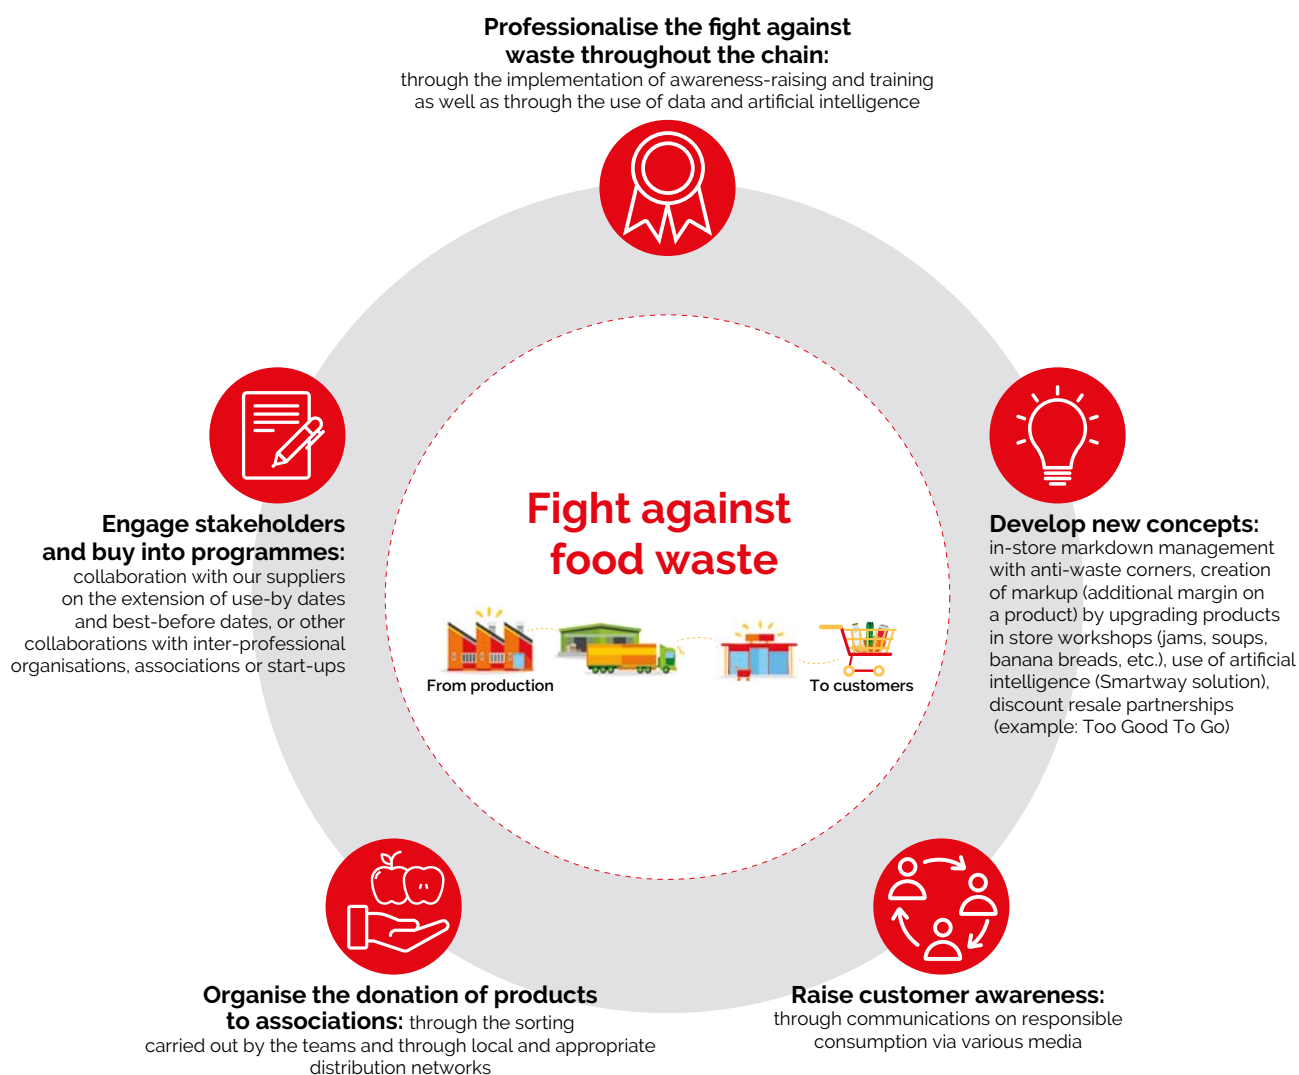 Professionalise the fight against
waste throughout the chain:
through the implementation of awareness-raising and training
as well as through the use of data and artificial intelligence
Develop new concepts:
in-store markdown management
with anti-waste corners, creation
of markup (additional margin on
a product) by upgrading products
in store workshops (jams, soups,
banana breads, etc.), use of artificial
intelligence (Smartway solution),
discount resale partnerships
(example: Too Good To Go)
Raise customer awareness:
through communications on responsible
consumption via various media
Organise the donation of products
to associations: through the sorting
carried out by the teams and through local and appropriate
distribution networks
Engage stakeholders
and buy into programmes:
collaboration with our suppliers
on the extension of use-by dates
and best-before dates, or other
collaborations with inter-professional
organisations, associations or start-ups
Fight against
food waste
From production
To customers